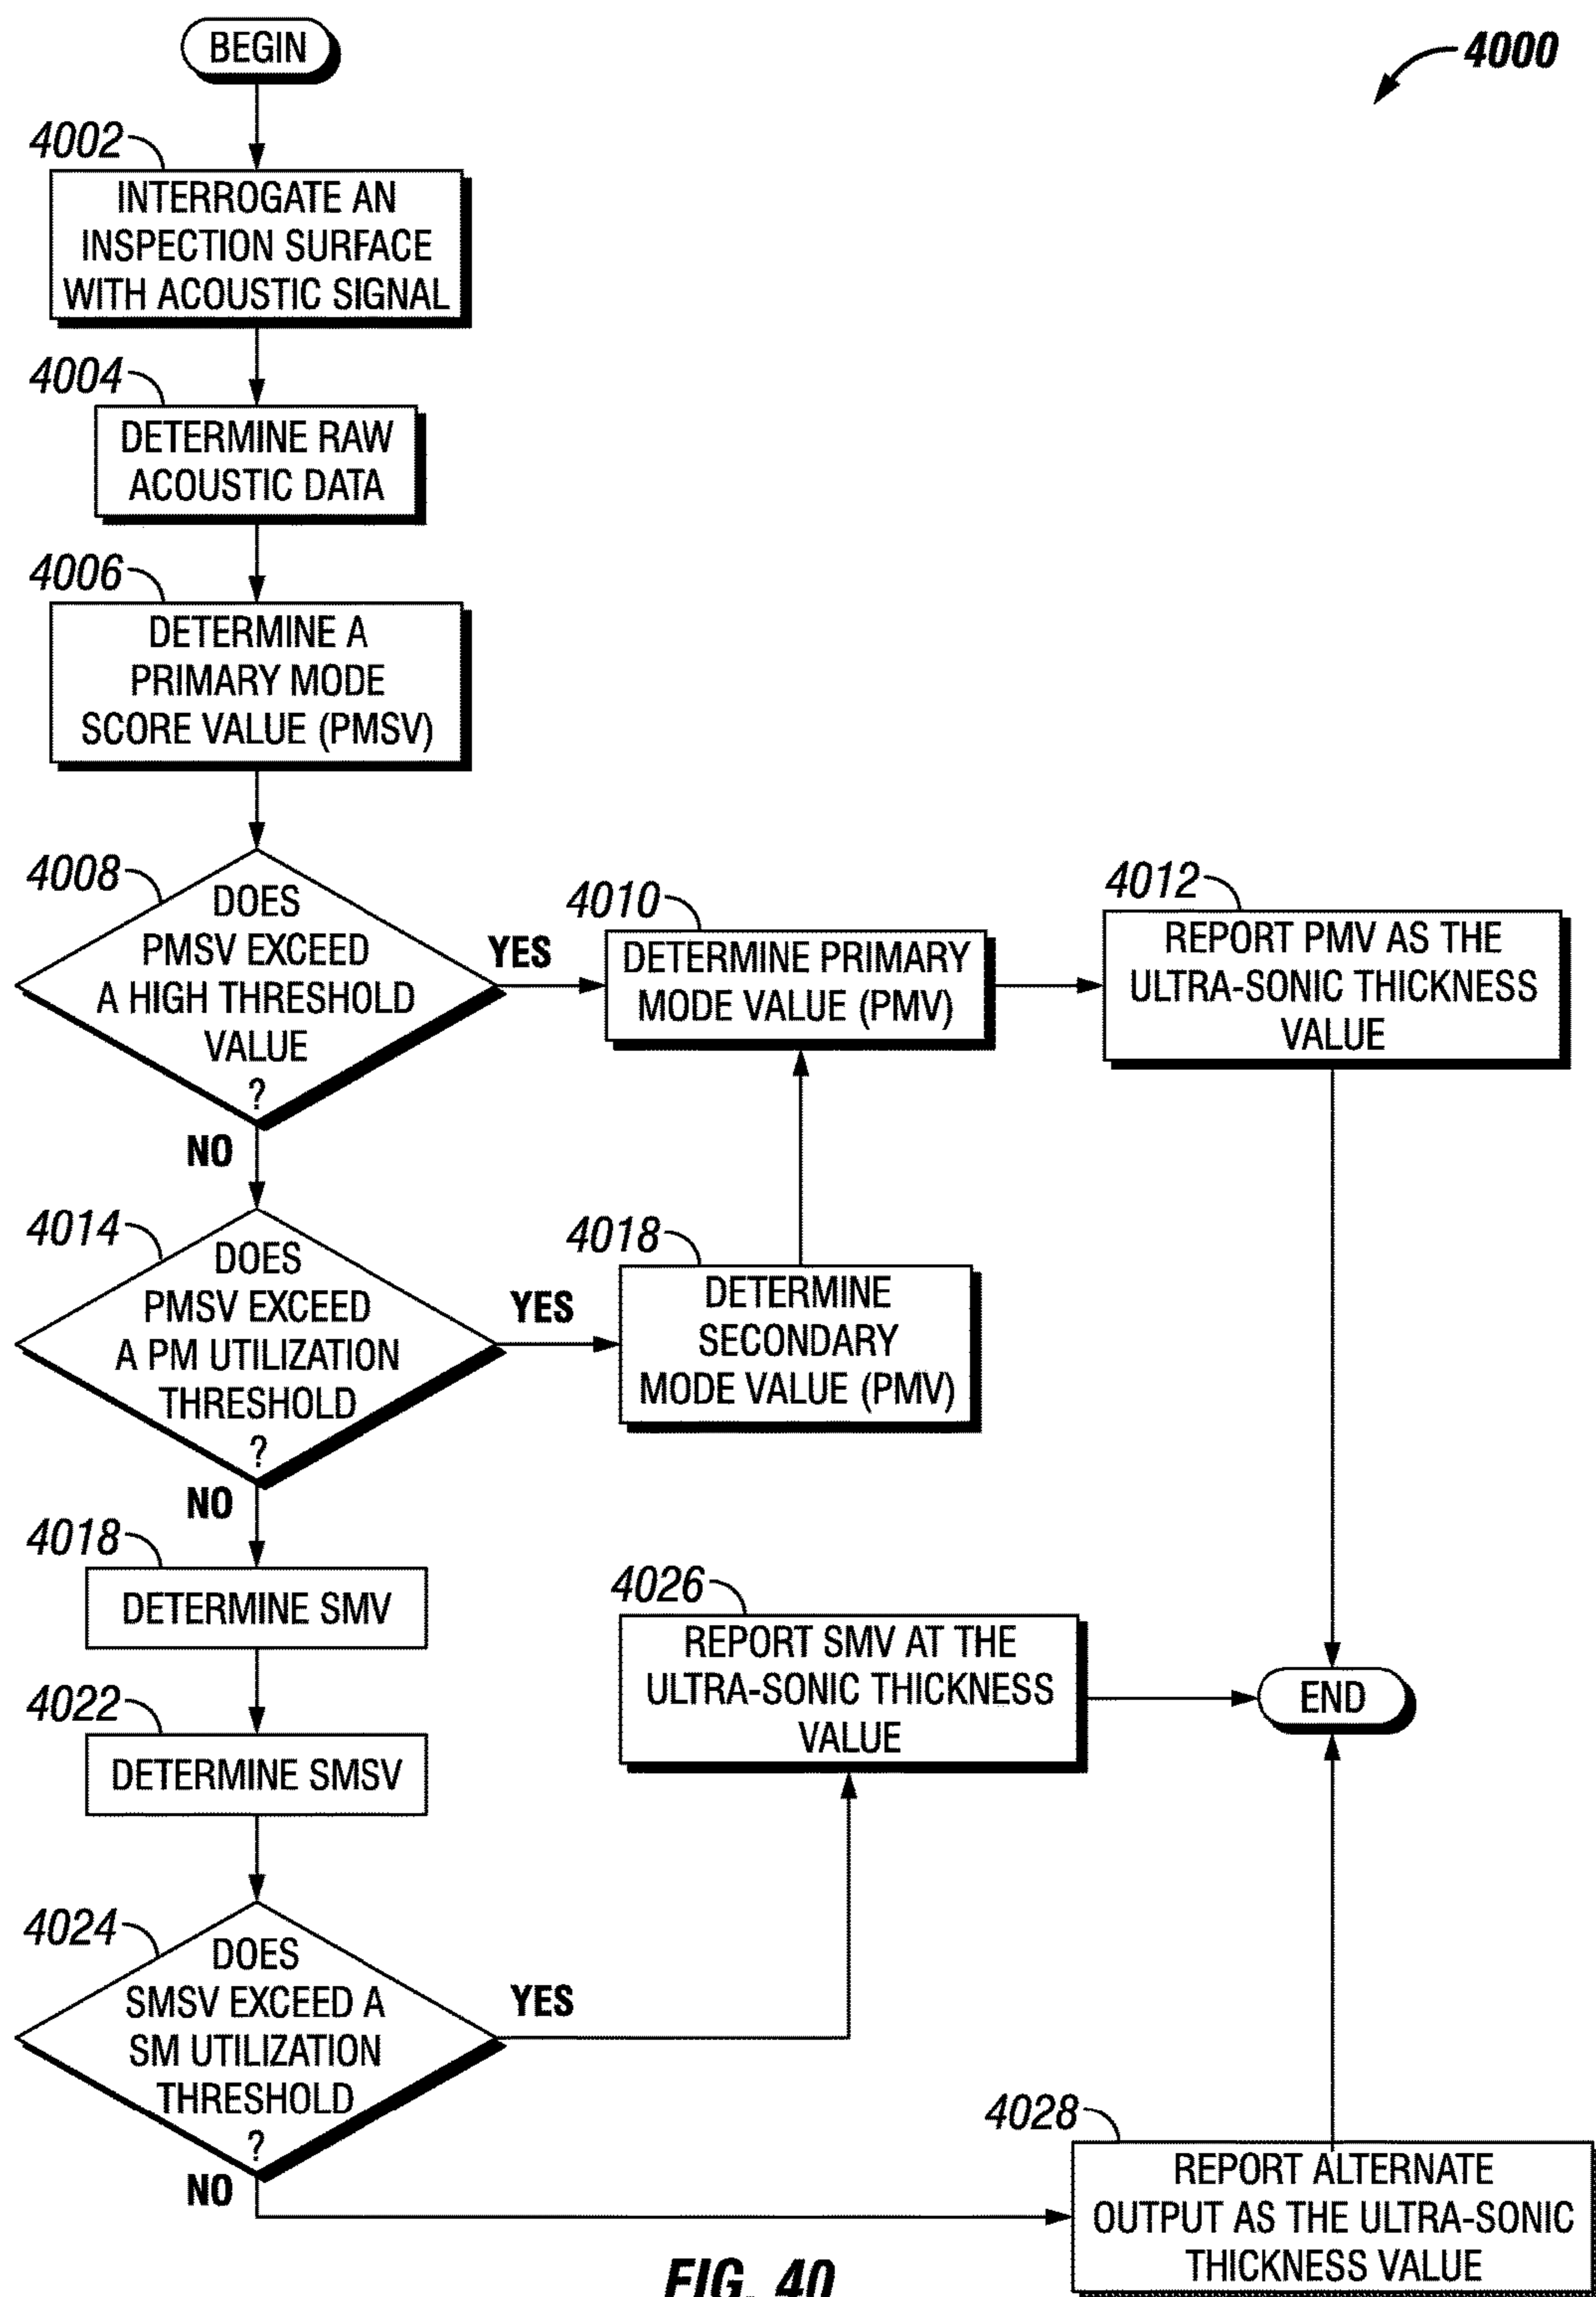 BEGIN
4000
4002
INTERROGATE AN
INSPECTION SURFACE
WITH ACOUSTIC SIGNAL
4004
DETERMINE RAW
ACOUSTIC DATA
4006
DETERMINE A
PRIMARY MODE
SCORE VALUE (PMSV)
4008
DOES
PMSV EXCEED
A HIGH THRESHOLD
VALUE
?
YES
NO
4010
DETERMINE PRIMARY
MODE VALUE (PMV)
4012
REPORT PMV AS THE
ULTRA-SONIC THICKNESS
VALUE
4014
DOES
PMSV EXCEED
A PM UTILIZATION
THRESHOLD
?
YES
NO
4018
DETERMINE
SECONDARY
MODE VALUE (PMV)
4018
DETERMINE SMV
4022
DETERMINE SMSV
4026
REPORT SMV AT THE
ULTRA-SONIC THICKNESS
VALUE
END
4024
DOES
SMSV EXCEED A
SM UTILIZATION
THRESHOLD
?
YES
NO
4028
REPORT ALTERNATE
OUTPUT AS THE ULTRA-SONIC
THICKNESS VALUE
FIG. 40